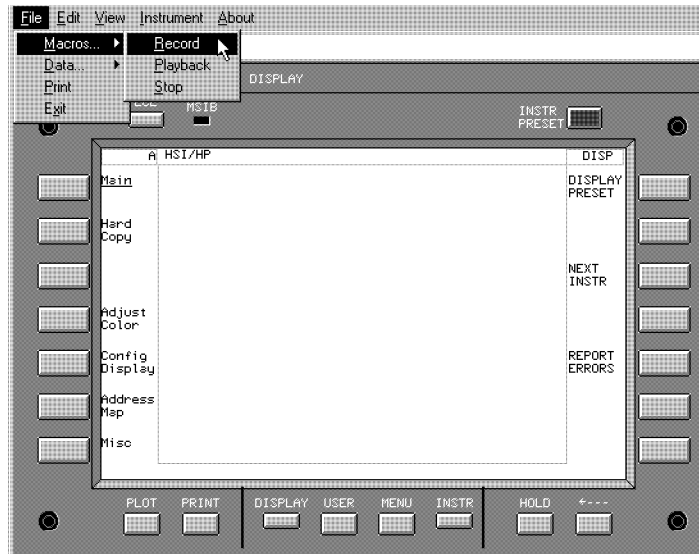 File Edit View Instrument About
Macros... Record
Data... Playback
Print Stop
Exit
DISPLAY
MSIB
INSTR
PRESET
A HSI/HP DISP
Main
Hard
Copy
Adjust
Color
Config
Display
Address
Map
Misc
DISPLAY
PRESET
NEXT
INSTR
REPORT
ERRORS
PLOT PRINT DISPLAY USER MENU INSTR HOLD ←---